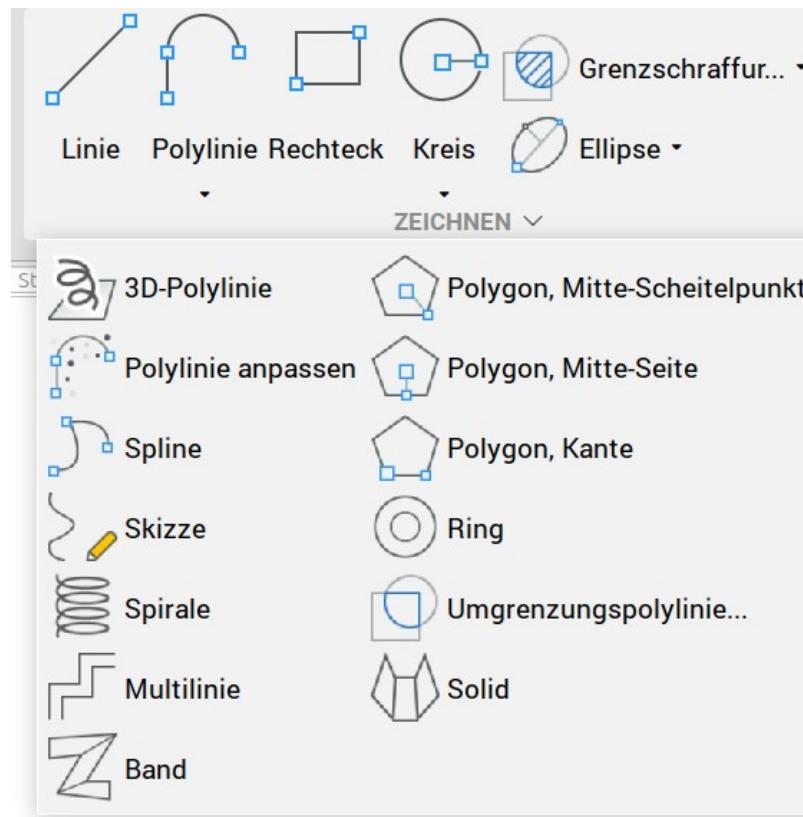 Grenzschraffur...
Linie Polylinie Rechteck Kreis Ellipse
ZEICHNEN
St
3D-Polylinie Polygon, Mitte-Scheitelpunkt
Polylinie anpassen Polygon, Mitte-Seite
Spline Polygon, Kante
Skizze Ring
Spirale Umgrenzungspolylinie...
Multilinie Solid
Band